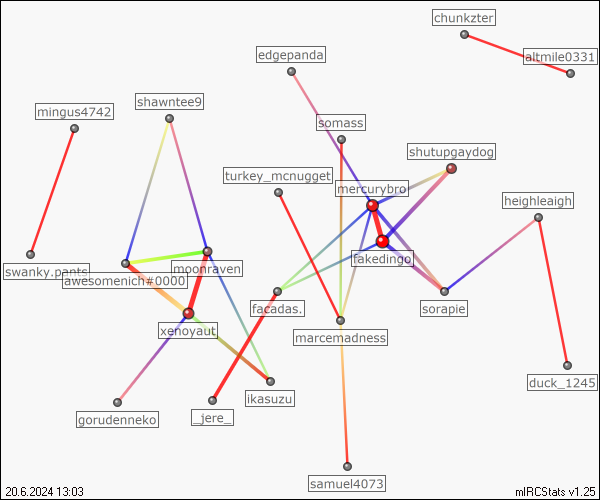 chunkzter
edgepanda
altmile0331
shawntee9
mingus4742
somass
shutupgaydog
turkey_mcnugget
mercurybro
heighleaigh
fakedingo
swanky.pants
moonraven
awesomenich#0000
facadas.
sorapie
xenoyaut
marcemadness
duck_1245
ikasuzu
gorudenneko
_jere_
samuel4073
20.6.2024 13:03
mIRCStats v1.25